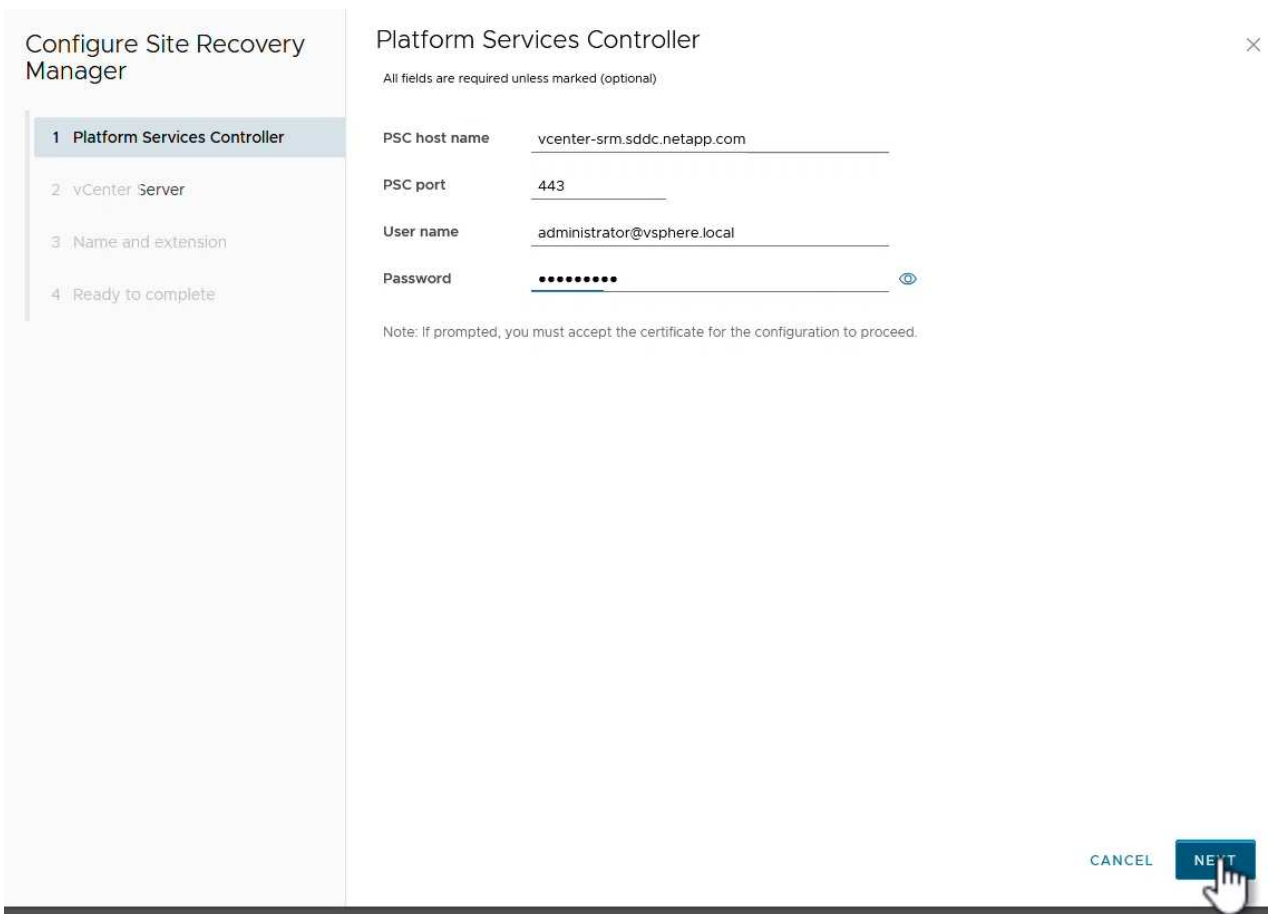 Configure Site Recovery
Manager
1 Platform Services Controller
2 vCenter Server
3 Name and extension
4 Ready to complete
Platform Services Controller
All fields are required unless marked (optional)
PSC host name vcenter-srm.sddc.netapp.com
PSC port 443
User name administrator@vsphere.local
Password •••••••••
Note: If prompted, you must accept the certificate for the configuration to proceed.
CANCEL NEXT